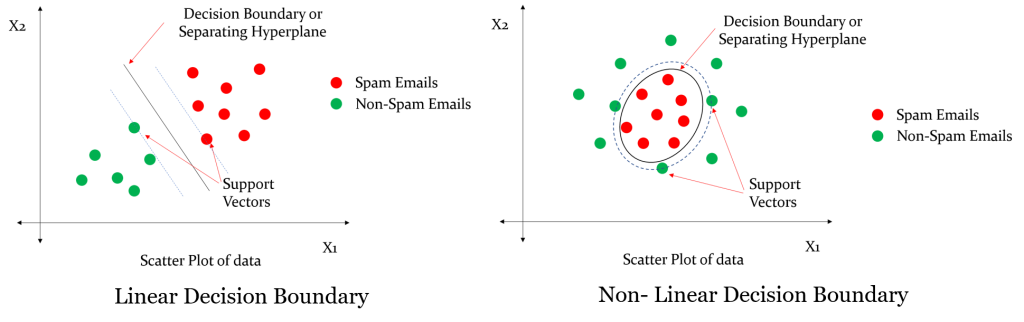 X2
Decision Boundary or
Separating Hyperplane
Spam Emails
Non-Spam Emails
Support
Vectors
X1
Scatter Plot of data
Linear Decision Boundary
X2
Decision Boundary or
Separating Hyperplane
Spam Emails
Non-Spam Emails
Support
Vectors
X1
Scatter Plot of data
Non- Linear Decision Boundary